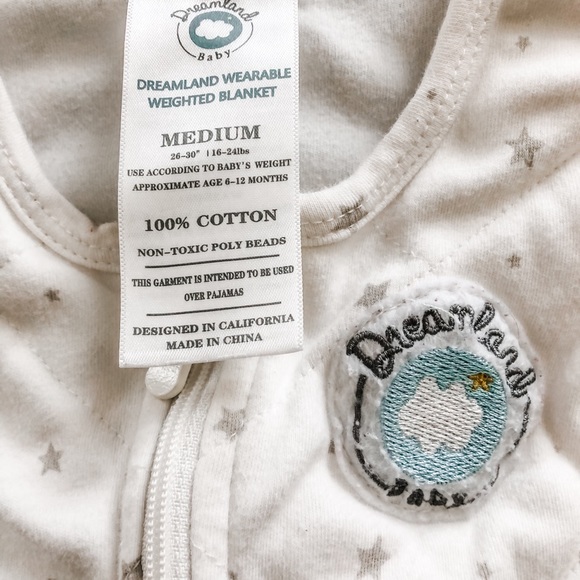 Dreamland
Baby
DREAMLAND WEARABLE
WEIGHTED BLANKET
MEDIUM
26-30" | 16-24lbs
USE ACCORDING TO BABY'S WEIGHT
APPROXIMATE AGE 6-12 MONTHS
100% COTTON
NON-TOXIC POLY BEADS
THIS GARMENT IS INTENDED TO BE USED
OVER PAJAMAS
DESIGNED IN CALIFORNIA
MADE IN CHINA
Dreamland
BABY